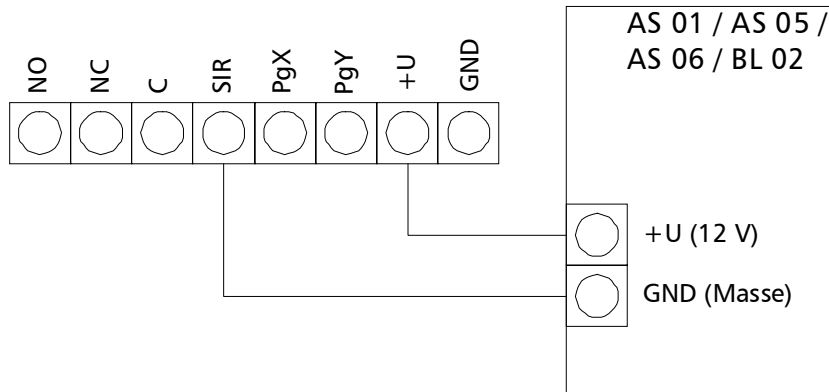 NO
NC
C
SIR
PgX
PgY
+U
GND
AS 01 / AS 05 /
AS 06 / BL 02
+U (12 V)
GND (Masse)